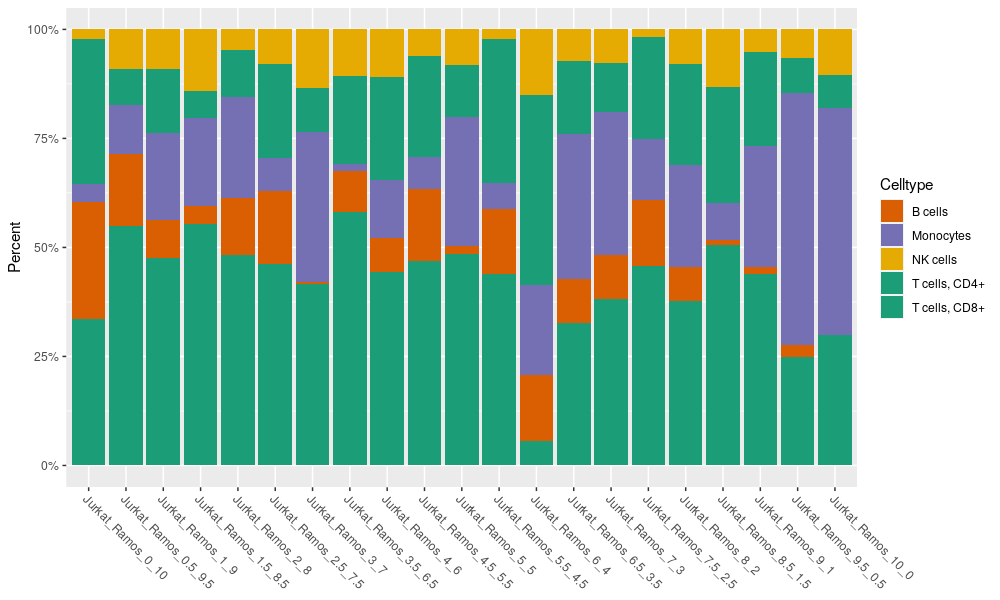 100%
75%
50%
25%
0%
Percent
Jurkat_Ramos_0_10
Jurkat_Ramos_0.5_9.5
Jurkat_Ramos_1_9
Jurkat_Ramos_1.5_8.5
Jurkat_Ramos_2_8
Jurkat_Ramos_2.5_7.5
Jurkat_Ramos_3_7
Jurkat_Ramos_3.5_6.5
Jurkat_Ramos_4_6
Jurkat_Ramos_4.5_5.5
Jurkat_Ramos_5_5
Jurkat_Ramos_5.5_4.5
Jurkat_Ramos_6_4
Jurkat_Ramos_6.5_3.5
Jurkat_Ramos_7_3
Jurkat_Ramos_7.5_2.5
Jurkat_Ramos_8_2
Jurkat_Ramos_8.5_1.5
Jurkat_Ramos_9_1
Jurkat_Ramos_9.5_0.5
Jurkat_Ramos_10_0
Celltype
B cells
Monocytes
NK cells
T cells, CD4+
T cells, CD8+